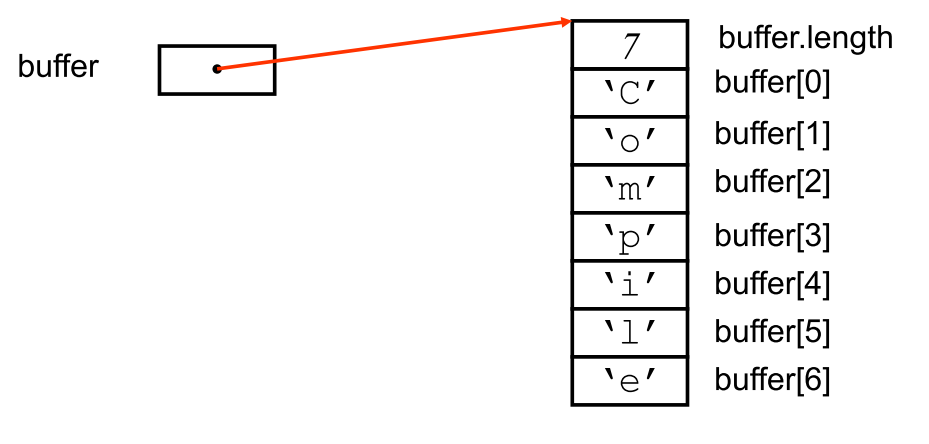 buffer
7 buffer.length
‘C’ buffer[0]
‘o’ buffer[1]
‘m’ buffer[2]
‘p’ buffer[3]
‘i’ buffer[4]
‘l’ buffer[5]
‘e’ buffer[6]